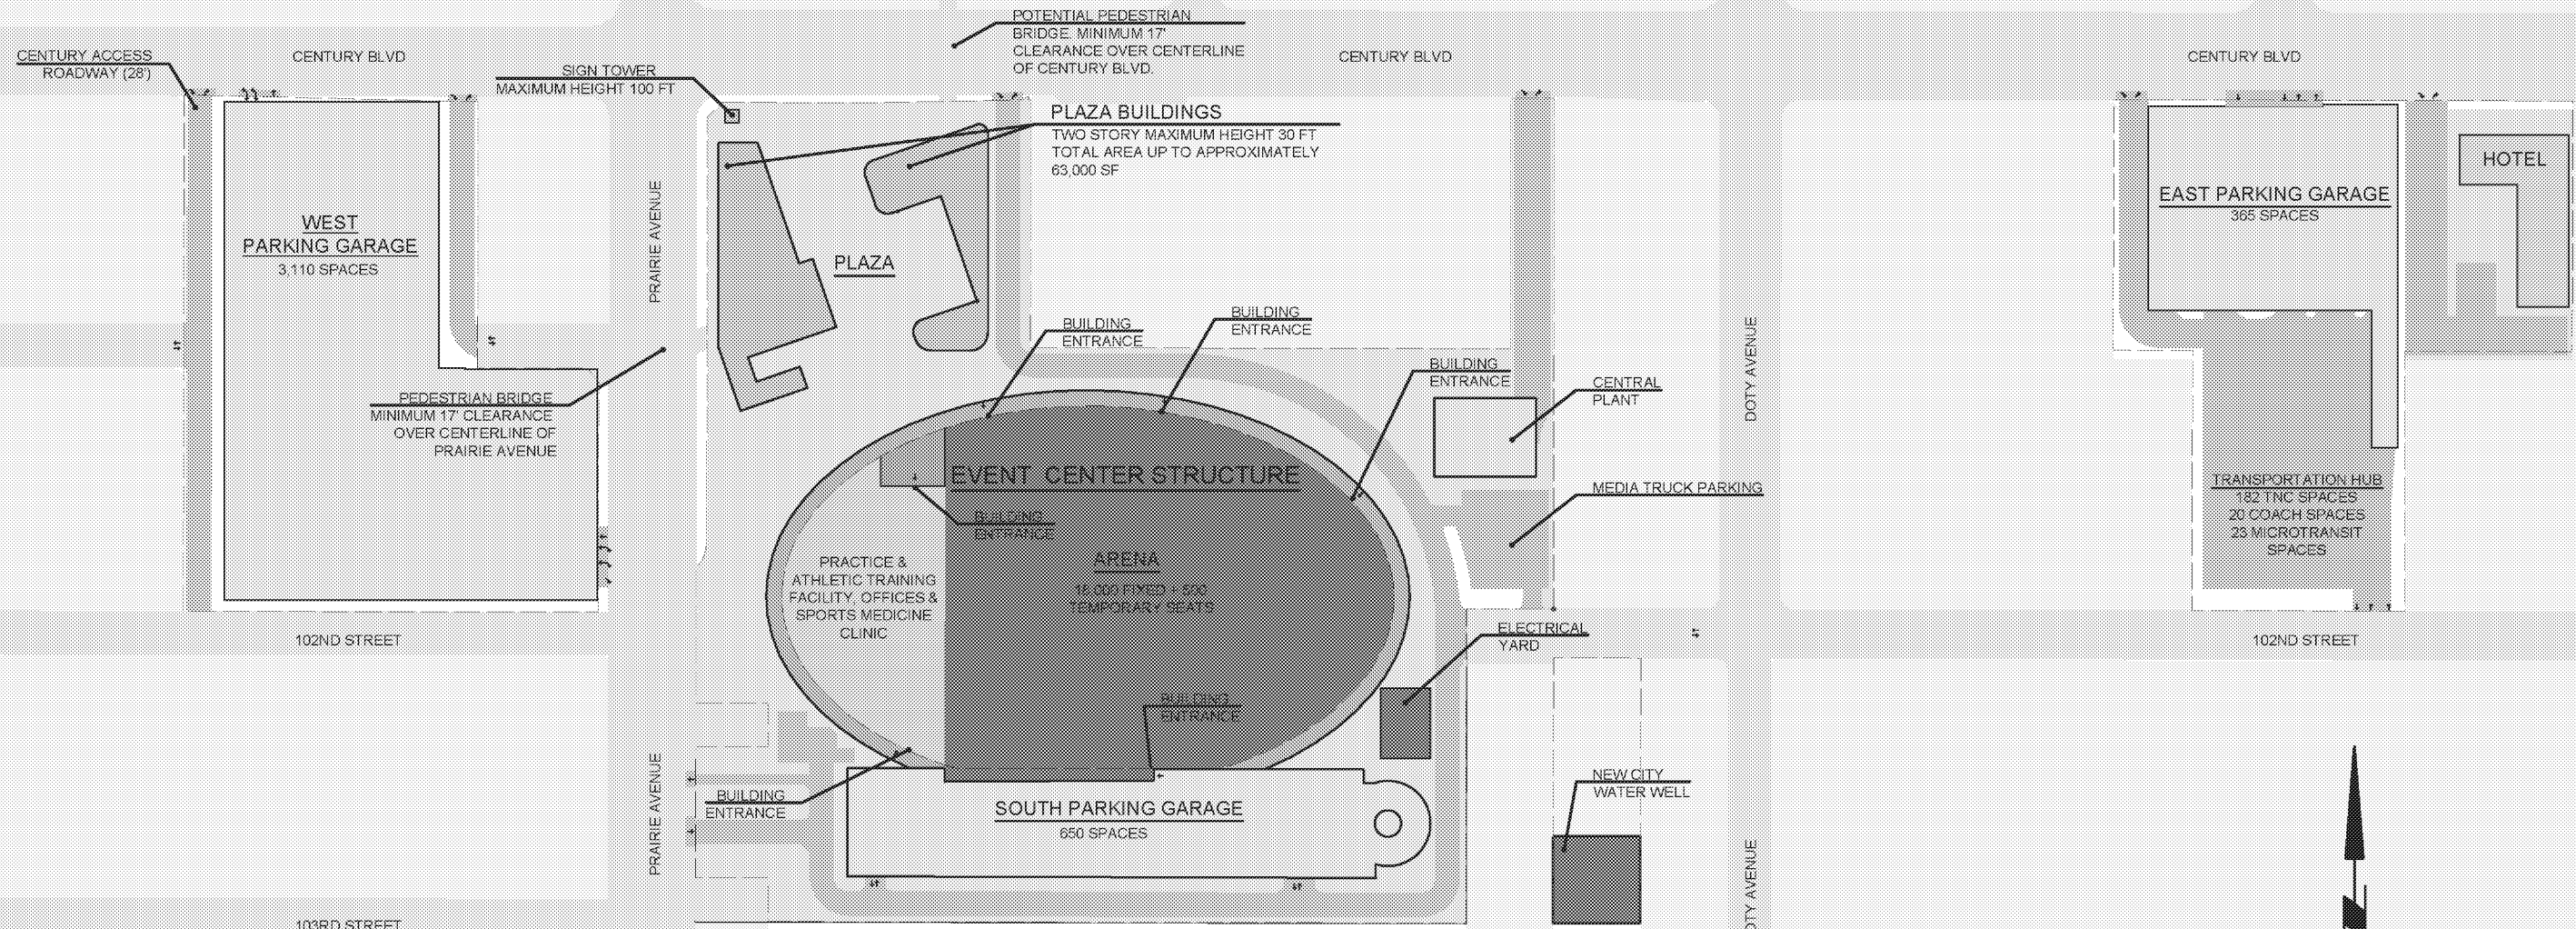 POTENTIAL PEDESTRIAN
BRIDGE. MINIMUM 17'
CLEARANCE OVER CENTERLINE
OF CENTURY BLVD.
CENTURY ACCESS
ROADWAY (28')
CENTURY BLVD
CENTURY BLVD
CENTURY BLVD
SIGN TOWER
MAXIMUM HEIGHT 100 FT
PLAZA BUILDINGS
TWO STORY MAXIMUM HEIGHT 30 FT
TOTAL AREA UP TO APPROXIMATELY
63,000 SF
HOTEL
EAST PARKING GARAGE
365 SPACES
WEST
PARKING GARAGE
3,110 SPACES
PRAIRIE AVENUE
PLAZA
BUILDING
ENTRANCE
BUILDING
ENTRANCE
BUILDING
ENTRANCE
DOTY AVENUE
CENTRAL
PLANT
PEDESTRIAN BRIDGE
MINIMUM 17' CLEARANCE
OVER CENTERLINE OF
PRAIRIE AVENUE
EVENT CENTER STRUCTURE
MEDIA TRUCK PARKING
TRANSPORTATION HUB
182 TNC SPACES
20 COACH SPACES
23 MICROTRANSIT
SPACES
BUILDING
ENTRANCE
PRACTICE &
ATHLETIC TRAINING
FACILITY, OFFICES &
SPORTS MEDICINE
CLINIC
ARENA
18,000 FIXED + 500
TEMPORARY SEATS
102ND STREET
ELECTRICAL
YARD
102ND STREET
BUILDING
ENTRANCE
PRAIRIE AVENUE
BUILDING
ENTRANCE
SOUTH PARKING GARAGE
650 SPACES
NEW CITY
WATER WELL
DOTY AVENUE
103RD STREET